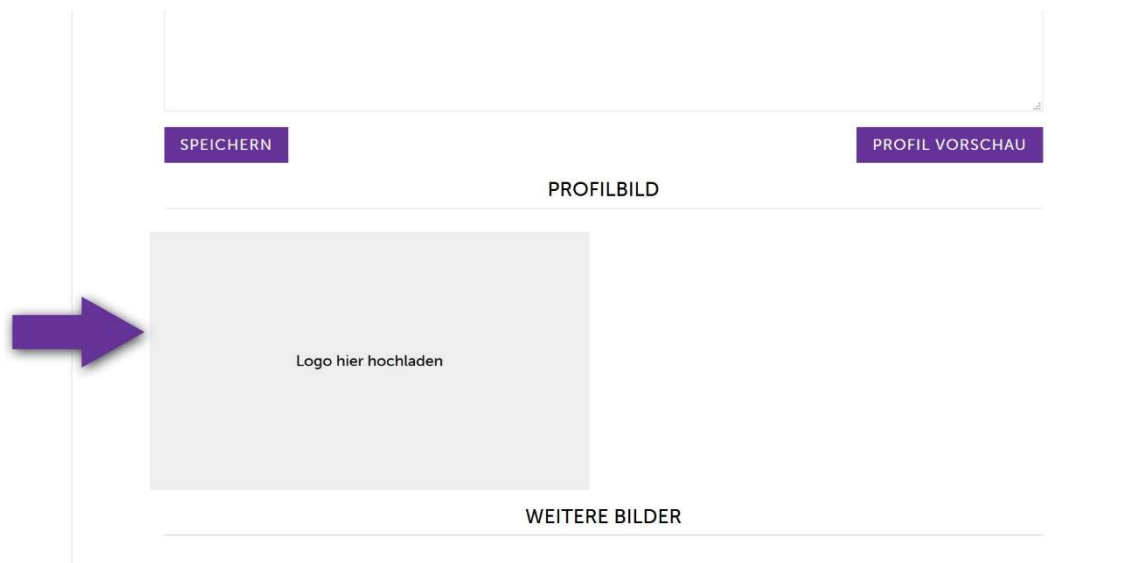 SPEICHERN
PROFIL VORSCHAU
PROFILBILD
Logo hier hochladen
WEITERE BILDER